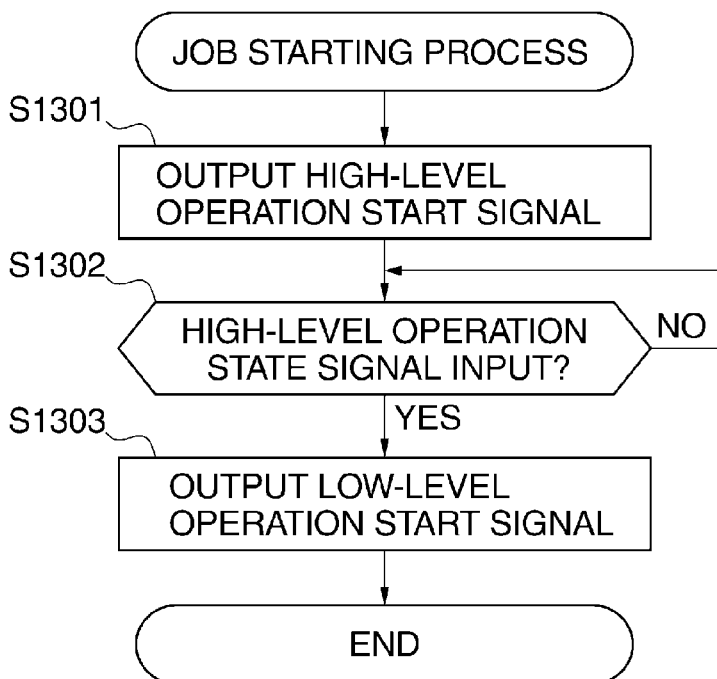 JOB STARTING PROCESS
S1301
OUTPUT HIGH-LEVEL
OPERATION START SIGNAL
S1302
HIGH-LEVEL OPERATION
STATE SIGNAL INPUT?
NO
YES
S1303
OUTPUT LOW-LEVEL
OPERATION START SIGNAL
END